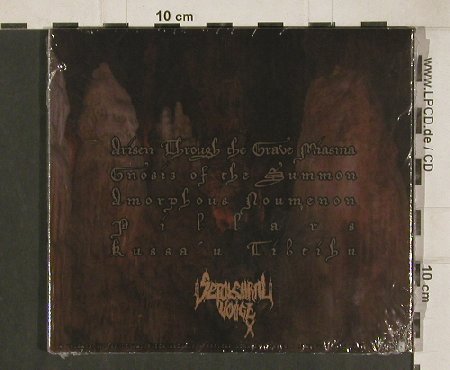 10 cm
Arisen Through the Grave Miasma
Gnosis of the Summon
Amorphous Noumenon
Pillars
Kussa'u Tibtihu
Sepulchral Voice
www.LPCD.de / CD
10 cm